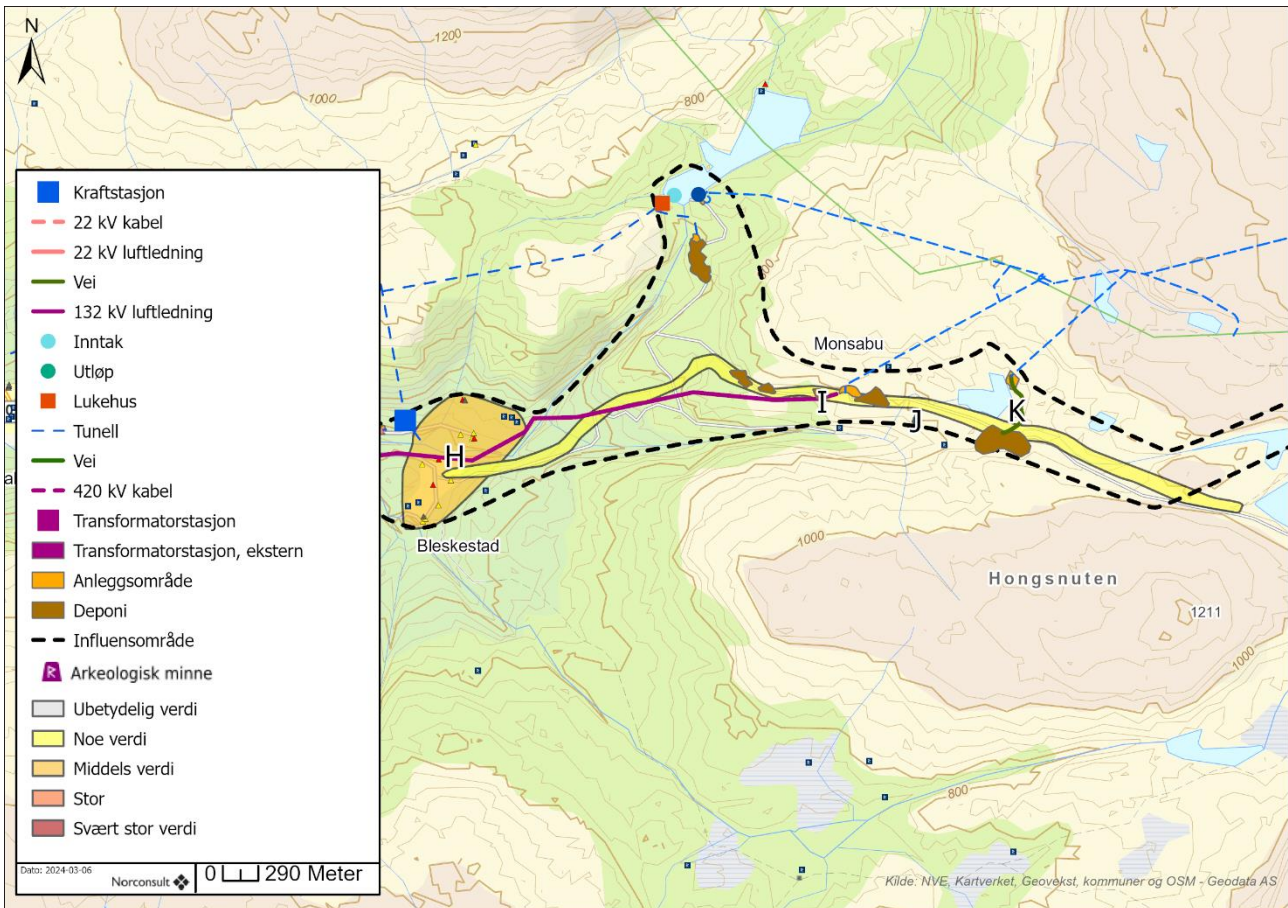 N
1200
1000
800
Kraftstasjon
22 kV kabel
22 kV luftledning
Vei
132 kV luftledning
Inntak
Utløp
Lukehus
Tunell
Vei
420 kV kabel
Transformatorstasjon
Transformatorstasjon, ekstern
Anleggsområde
Deponi
Influensområde
R Arkeologisk minne
Ubetydelig verdi
Noe verdi
Middels verdi
Stor
Svært stor verdi
Dato: 2024-03-06
Norconsult
0 290 Meter
Monsabu
H
I
J
K
Bleskestad
1000
Hongsnuten
1211
1000
800
Kilde: NVE, Kartverket, Geovekst, kommuner og OSM - Geodata AS